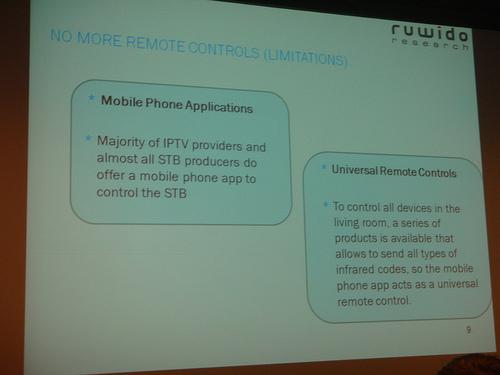 ruwido
research
NO MORE REMOTE CONTROLS (LIMITATIONS)
* Mobile Phone Applications
* Majority of IPTV providers and
almost all STB producers do
offer a mobile phone app to
control the STB
* Universal Remote Controls
* To control all devices in the
living room, a series of
products is available that
allows to send all types of
infrared codes, so the mobile
phone app acts as a universal
remote control.
9